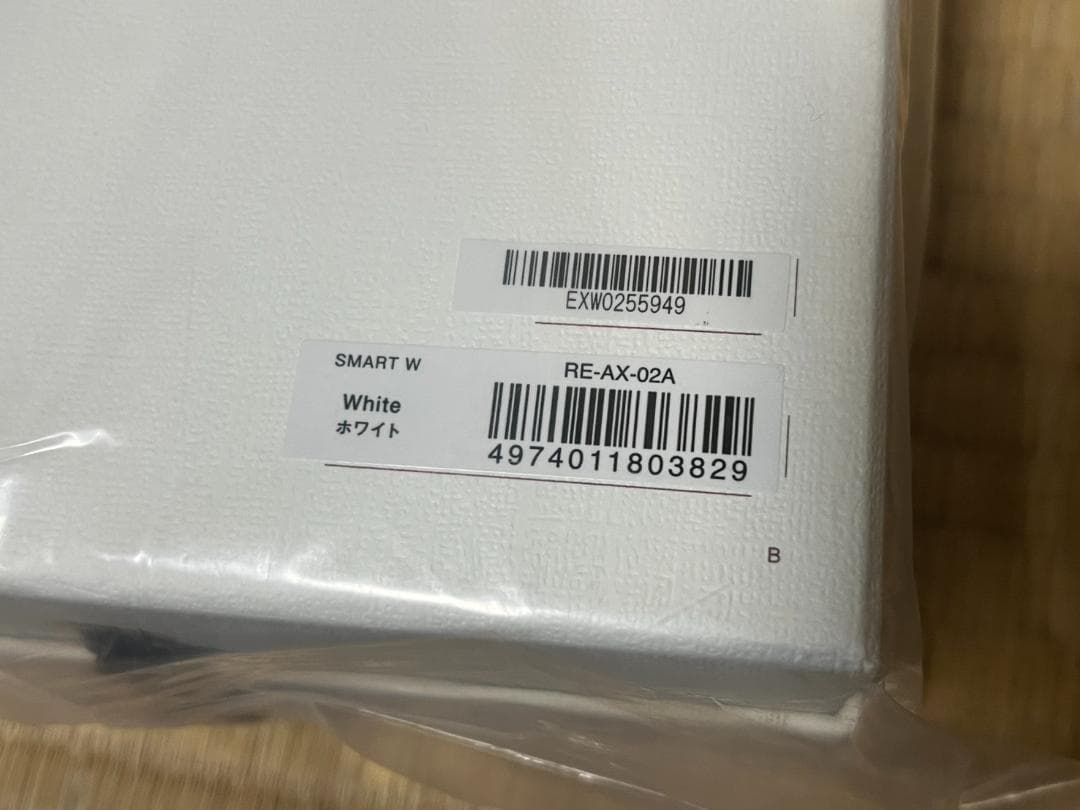 EXW0255949
SMART W
RE-AX-02A
White
ホワイト
4974011803829
B